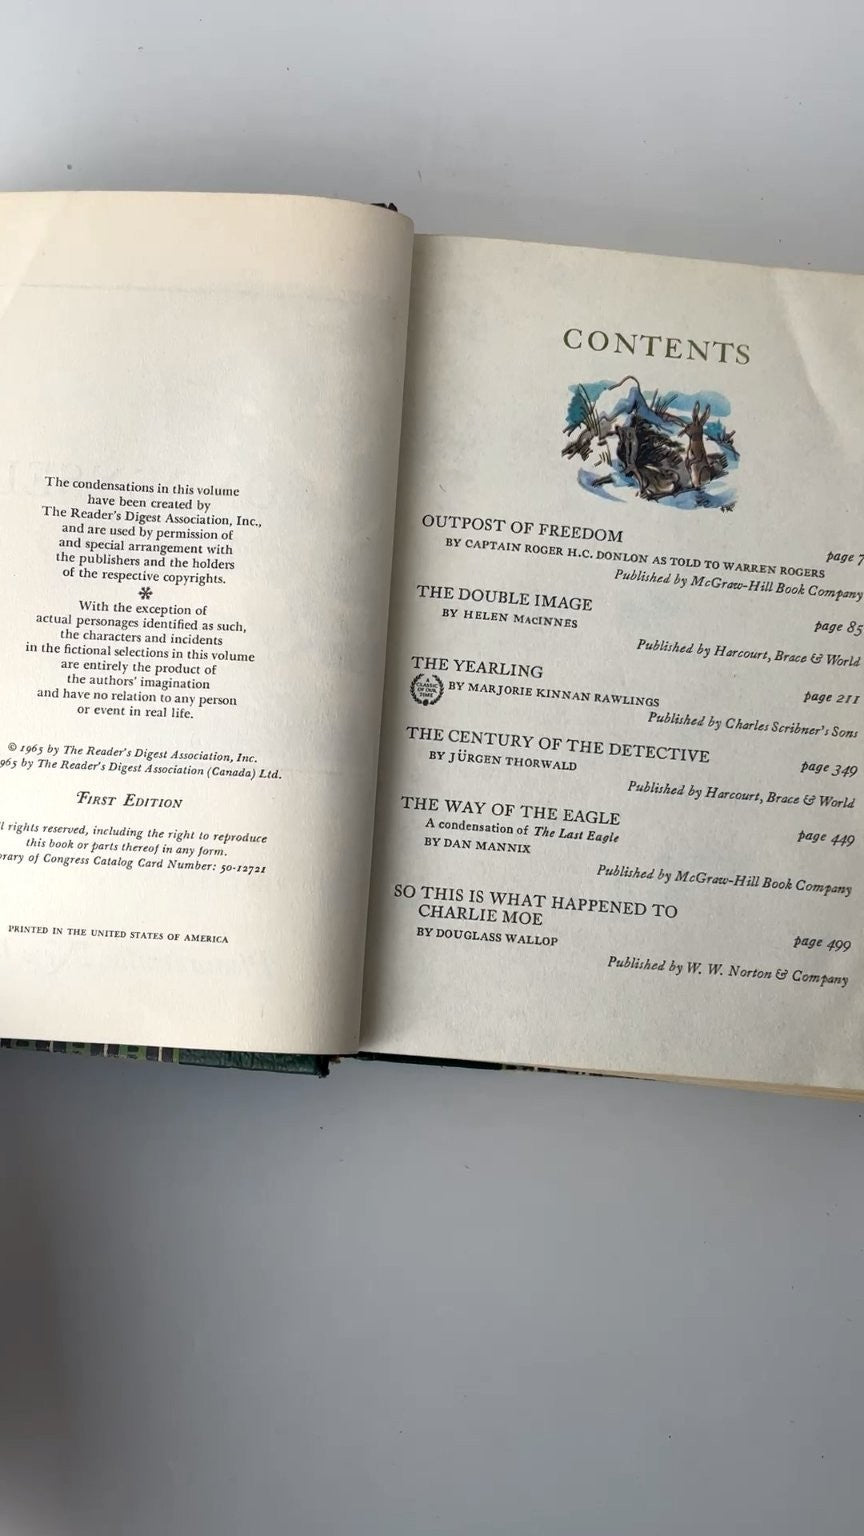 The condensations in this volume
have been created by
The Reader's Digest Association, Inc.,
and are used by permission of
and special arrangement with
the publishers and the holders
of the respective copyrights.
*
With the exception of
actual personages identified as such,
the characters and incidents
in the fictional selections in this volume
are entirely the product of
the authors' imagination
and have no relation to any person
or event in real life.
© 1965 by The Reader's Digest Association, Inc.
965 by The Reader's Digest Association (Canada) Ltd.
FIRST EDITION
l rights reserved, including the right to reproduce
this book or parts thereof in any form.
rary of Congress Catalog Card Number: 50-12721
PRINTED IN THE UNITED STATES OF AMERICA
CONTENTS
OUTPOST OF FREEDOM page 7
BY CAPTAIN ROGER H.C. DONLON AS TOLD TO WARREN ROGERS
Published by McGraw-Hill Book Company
THE DOUBLE IMAGE page 85
BY HELEN MACINNES
Published by Harcourt, Brace & World
THE YEARLING page 211
A CLASSIC OF OUR TIME
BY MARJORIE KINNAN RAWLINGS
Published by Charles Scribner's Sons
THE CENTURY OF THE DETECTIVE page 349
BY JÜRGEN THORWALD
Published by Harcourt, Brace & World
THE WAY OF THE EAGLE page 449
A condensation of The Last Eagle
BY DAN MANNIX
Published by McGraw-Hill Book Company
SO THIS IS WHAT HAPPENED TO
CHARLIE MOE page 499
BY DOUGLASS WALLOP
Published by W. W. Norton & Company